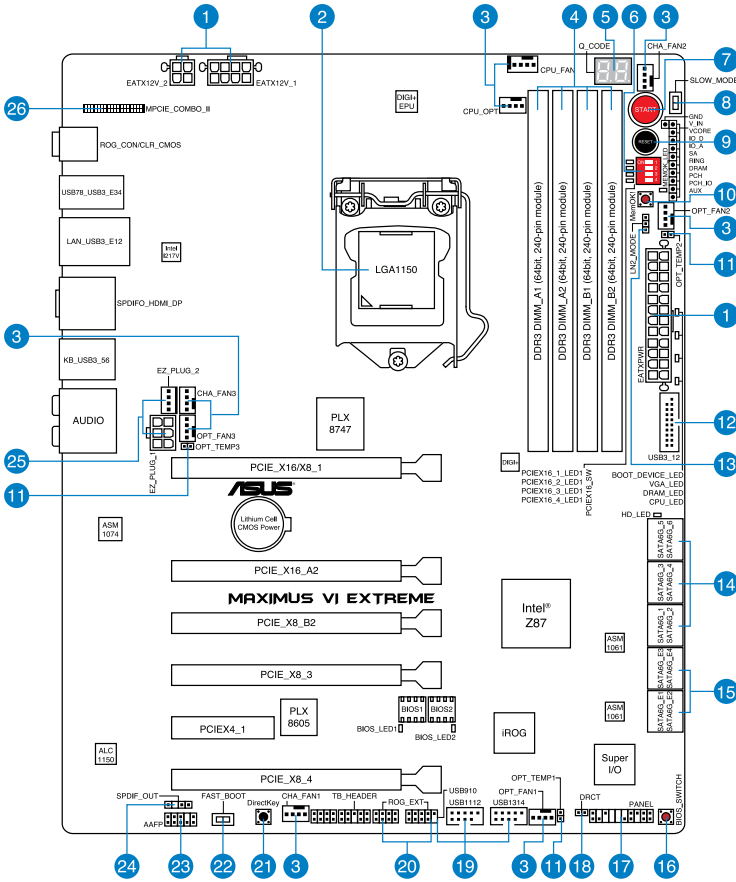 1
2
3
4
5
6
3
Q_CODE
CHA_FAN2
7
EATX12V_2
EATX12V_1
CPU_FAN
DIGI+
EPU
CPU_OPT
88
SLOW_MODE
8
START
26
MPCIE_COMBO_II
GND
V_IN
VCORE
IO_D
IO_A
SA
RING
DRAM
PCH
PCH_IO
AUX
9
RESET
ROG_CON/CLR_CMOS
MEMOK_LED
10
MemOK!
OPT_FAN2
3
USB78_USB3_E34
LAN_USB3_E12
Intel
I217V
LGA1150
DDR3 DIMM_A1 (64bit, 240-pin module)
DDR3 DIMM_A2 (64bit, 240-pin module)
DDR3 DIMM_B1 (64bit, 240-pin module)
DDR3 DIMM_B2 (64bit, 240-pin module)
LN2_MODE
OPT_TEMP2
11
SPDIFO_HDMI_DP
1
EATXPWR
3
KB_USB3_56
EZ_PLUG_2
CHA_FAN3
AUDIO
OPT_FAN3
OPT_TEMP3
PLX
8747
12
USB3_12
25
EZ_PLUG_1
11
13
DIGI+
PCIE_X16/X8_1
PCIEX16_1_LED1
PCIEX16_2_LED1
PCIEX16_3_LED1
PCIEX16_4_LED1
PCIEX16_SW
BOOT_DEVICE_LED
VGA_LED
DRAM_LED
CPU_LED
HD_LED
ASUS
Lithium Cell
CMOS Power
ASM
1074
SATA6G_5
SATA6G_6
PCIE_X16_A2
SATA6G_3
SATA6G_4
14
MAXIMUS VI EXTREME
PCIE_X8_B2
Intel®
Z87
SATA6G_1
SATA6G_2
ASM
1061
PCIE_X8_3
SATA6G_E3
SATA6G_E4
15
SATA6G_E1
SATA6G_E2
ASM
1061
PLX
8605
BIOS1
BIOS2
PCIEX4_1
BIOS_LED1
BIOS_LED2
iROG
ALC
1150
Super
I/O
PCIE_X8_4
SPDIF_OUT
FAST_BOOT
DirectKey
CHA_FAN1
TB_HEADER
ROG_EXT
USB910
USB1112
USB1314
OPT_TEMP1
OPT_FAN1
DRCT
PANEL
BIOS_SWITCH
AAFP
24
23
22
21
3
20
19
3
11
18
17
16